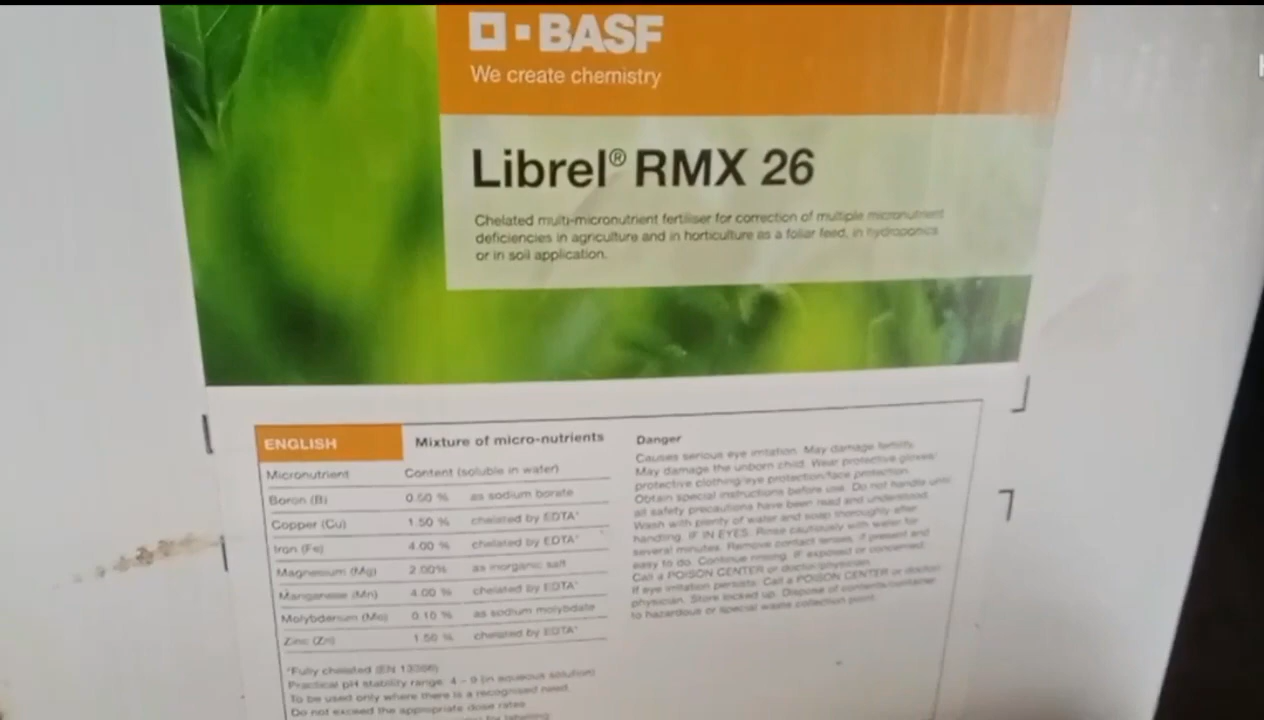 BASF
We create chemistry
Librel® RMX 26
Chelated multi-micronutrient fertiliser for correction of multiple micronutrient
deficiencies in agriculture and in horticulture as a foliar feed, in hydroponics
or in soil application.
ENGLISH
Mixture of micro-nutrients
Micronutrient Content (soluble in water)
Boron (B) 0.60 % as sodium borate
Copper (Cu) 1.50 % chelated by EDTA*
Iron (Fe) 4.00 % chelated by EDTA*
Magnesium (Mg) 2.00% as inorganic salt
Manganese (Mn) 4.00 % chelated by EDTA*
Molybdenum (Mo) 0.10 % as sodium molybdate
Zinc (Zn) 1.50 % chelated by EDTA*
*Fully chelated (EN 13366)
Practical pH stability range: 4 - 9 (in aqueous solution)
To be used only where there is a recognised need.
Do not exceed the appropriate dose rates
for labelling
Danger
Causes serious eye irritation. May damage fertility.
May damage the unborn child. Wear protective gloves/
protective clothing/eye protection/face protection.
Obtain special instructions before use. Do not handle until
all safety precautions have been read and understood.
Wash with plenty of water and soap thoroughly after
handling. IF IN EYES: Rinse cautiously with water for
several minutes. Remove contact lenses, if present and
easy to do. Continue rinsing. IF exposed or concerned:
Call a POISON CENTER or doctor/physician.
If eye irritation persists: Call a POISON CENTER or doctor/
physician. Store locked up. Dispose of contents/container
to hazardous or special waste collection point.